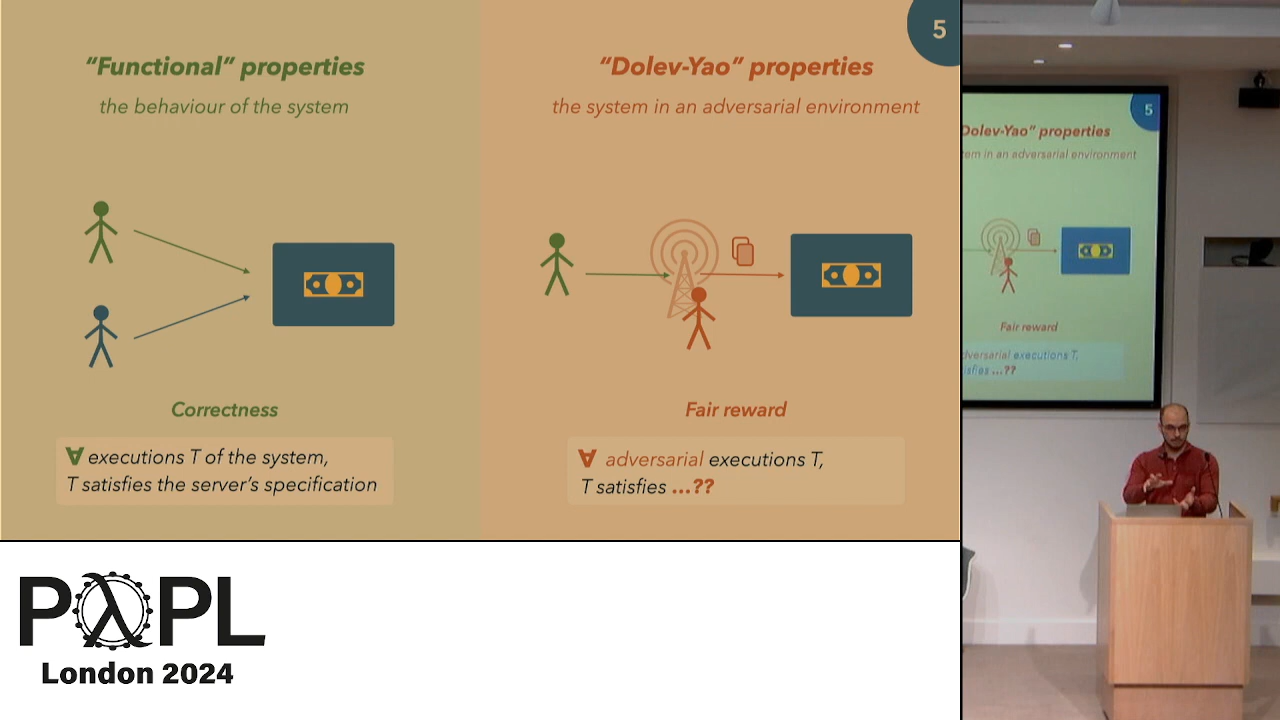 “Functional” properties
the behaviour of the system
Correctness
∀ executions T of the system,
T satisfies the server’s specification
“Dolev-Yao” properties
the system in an adversarial environment
Fair reward
∀ adversarial executions T,
T satisfies ...??
5
Dolev-Yao” properties
tem in an adversarial environment
5
Fair reward
dversarial executions T,
isfies ...??
PλPL
London 2024